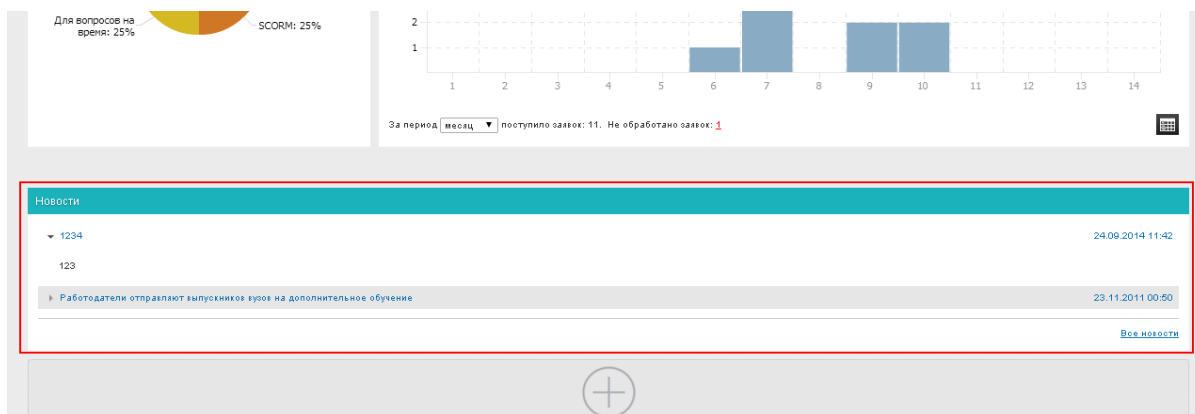 Для вопросов на
время: 25%
SCORM: 25%
2
1
1 2 3 4 5 6 7 8 9 10 11 12 13 14
За период месяц ▼ поступило заявок: 11. Не обработано заявок: 1
Новости
1234 24.09.2014 11:42
123
Работодатели отправляют выпускников вузов на дополнительное обучение 23.11.2011 00:50
Все новости